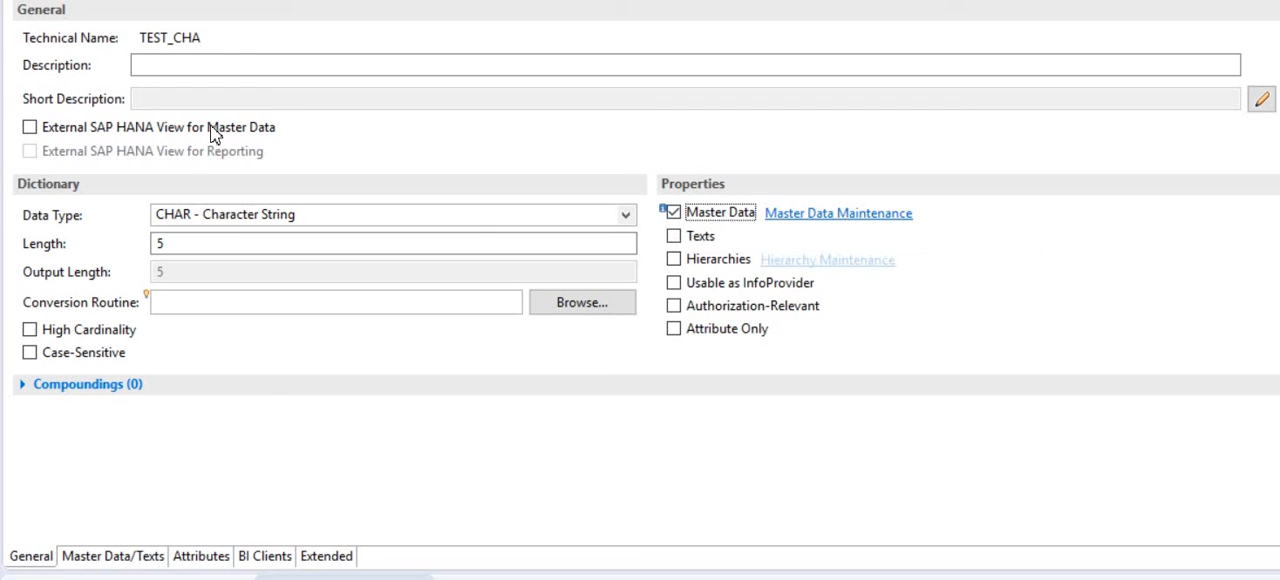 General
Technical Name: TEST_CHA
Description:
Short Description:
External SAP HANA View for Master Data
External SAP HANA View for Reporting
Dictionary
Data Type: CHAR - Character String
Length: 5
Output Length: 5
Conversion Routine: Browse...
High Cardinality
Case-Sensitive
Properties
Master Data Master Data Maintenance
Texts
Hierarchies Hierarchy Maintenance
Usable as InfoProvider
Authorization-Relevant
Attribute Only
Compoundings (0)
General Master Data/Texts Attributes BI Clients Extended